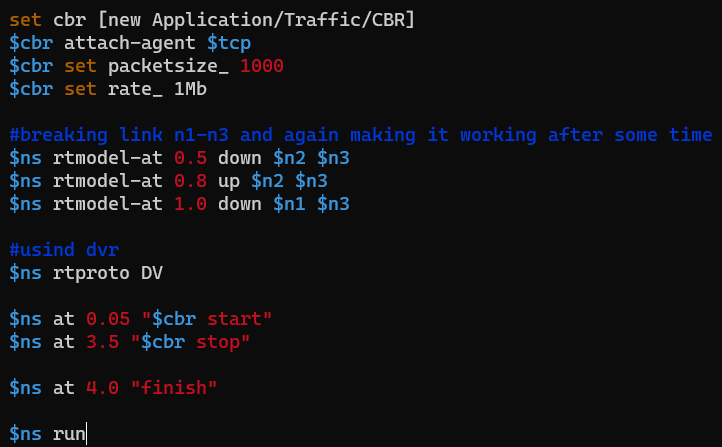 set cbr [new Application/Traffic/CBR]
$cbr attach-agent $tcp
$cbr set packetsize_ 1000
$cbr set rate_ 1Mb
#breaking link n1-n3 and again making it working after some time
$ns rtmodel-at 0.5 down $n2 $n3
$ns rtmodel-at 0.8 up $n2 $n3
$ns rtmodel-at 1.0 down $n1 $n3
#usind dvr
$ns rtproto DV
$ns at 0.05 "$cbr start"
$ns at 3.5 "$cbr stop"
$ns at 4.0 "finish"
$ns run